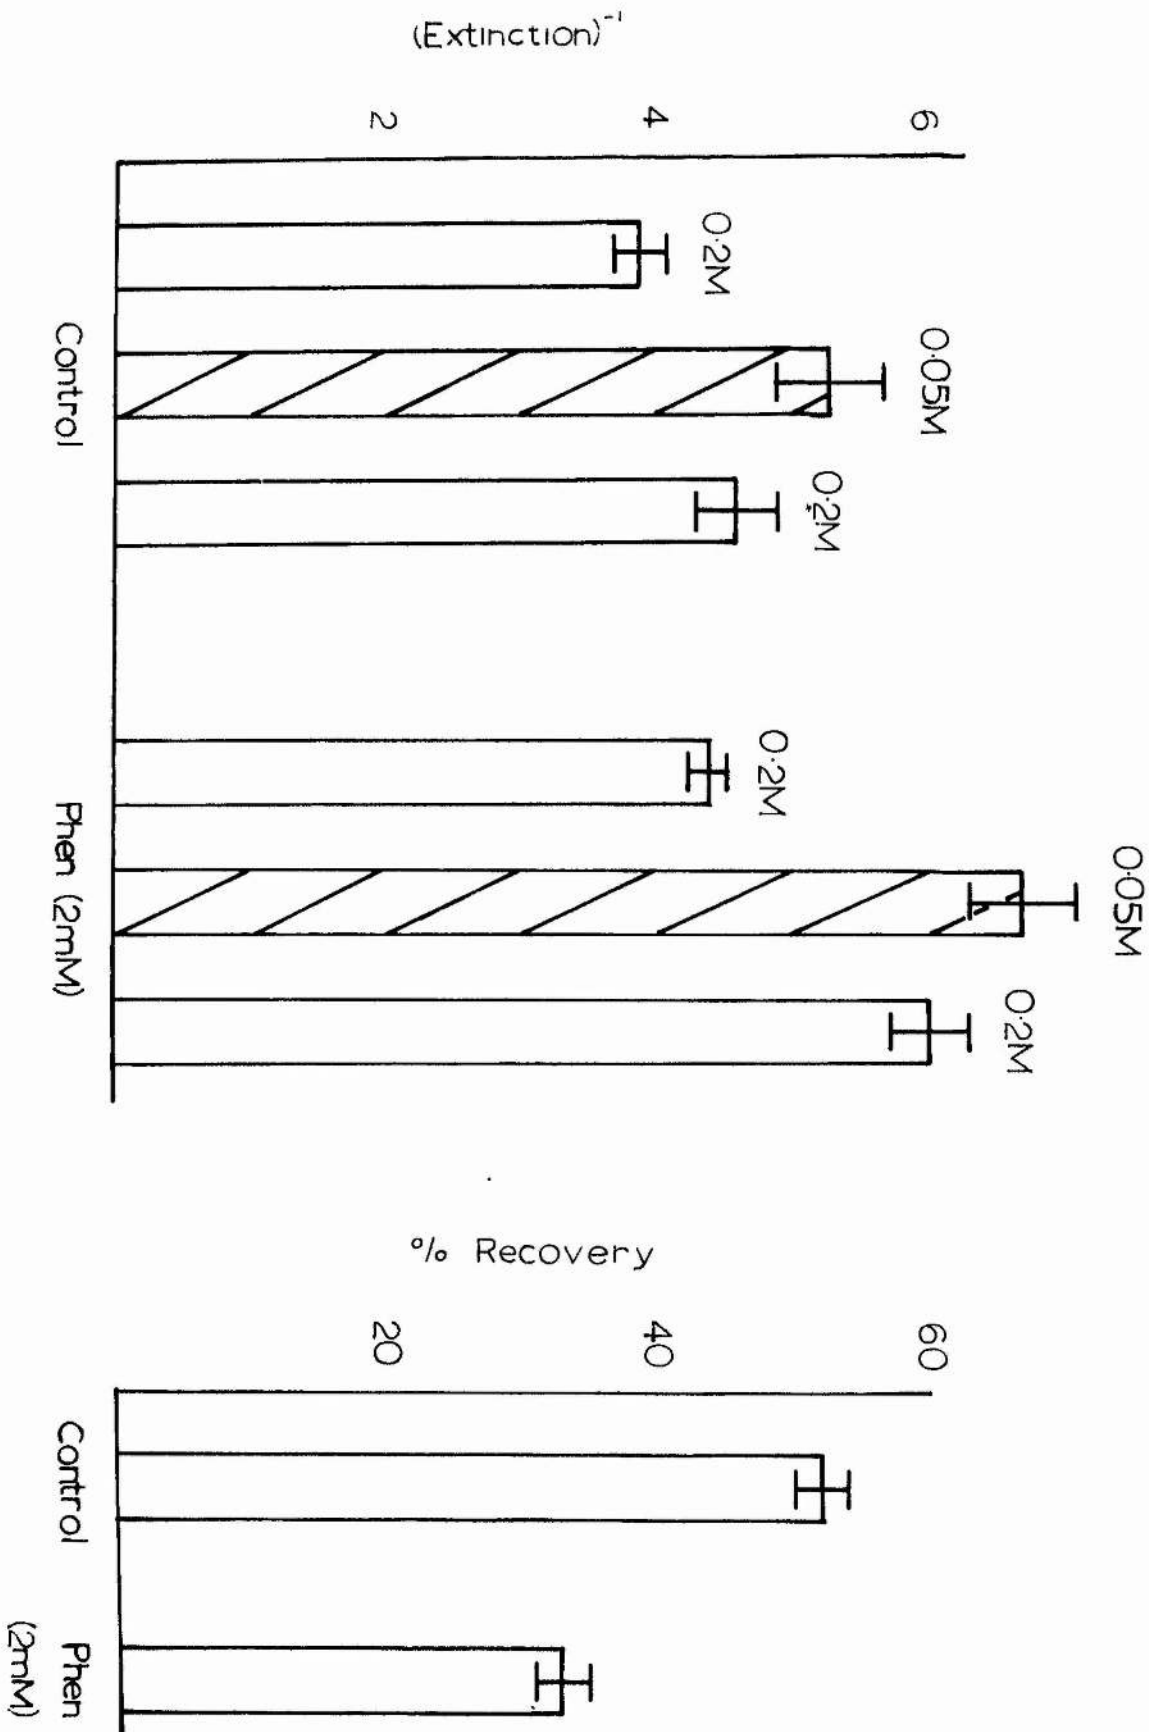 (Extinction)⁻¹
2
4
6
0·2M
0·05M
0·2M
0·2M
0·05M
0·2M
Control
Phen (2mM)
% Recovery
20
40
60
Control
Phen
(2mM)